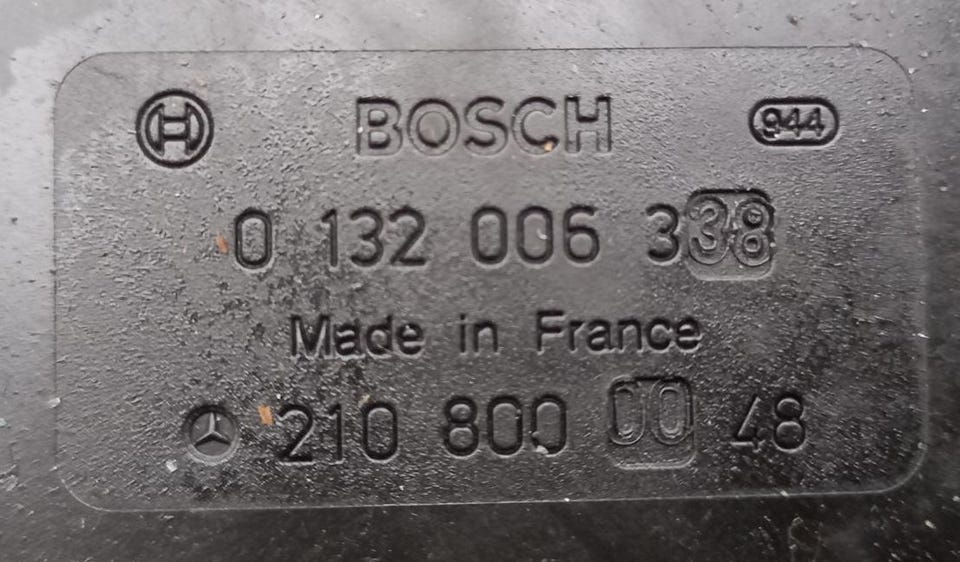 BOSCH 944
0 132 006 338
Made in France
210 800 00 48